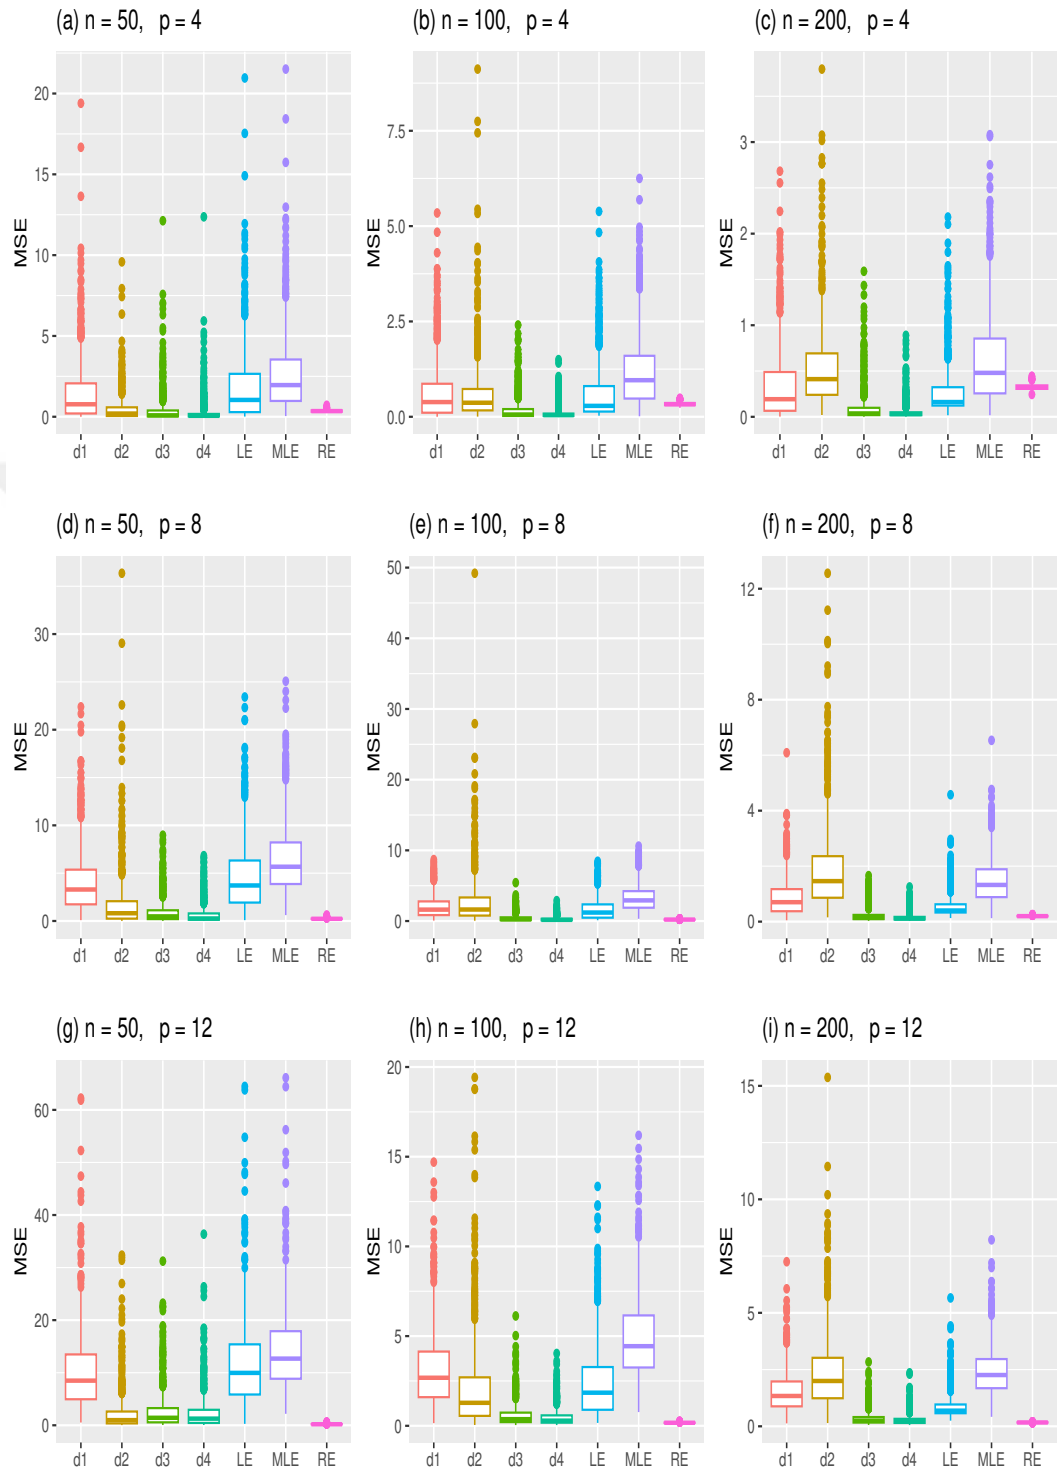 (a) n = 50, p = 4
(b) n = 100, p = 4
(c) n = 200, p = 4
MSE
20
15
10
5
0
d1 d2 d3 d4 LE MLE RE
MSE
7.5
5.0
2.5
0.0
d1 d2 d3 d4 LE MLE RE
MSE
3
2
1
0
d1 d2 d3 d4 LE MLE RE
(d) n = 50, p = 8
(e) n = 100, p = 8
(f) n = 200, p = 8
MSE
30
20
10
0
d1 d2 d3 d4 LE MLE RE
MSE
50
40
30
20
10
0
d1 d2 d3 d4 LE MLE RE
MSE
12
8
4
0
d1 d2 d3 d4 LE MLE RE
(g) n = 50, p = 12
(h) n = 100, p = 12
(i) n = 200, p = 12
MSE
60
40
20
0
d1 d2 d3 d4 LE MLE RE
MSE
20
15
10
5
0
d1 d2 d3 d4 LE MLE RE
MSE
15
10
5
0
d1 d2 d3 d4 LE MLE RE